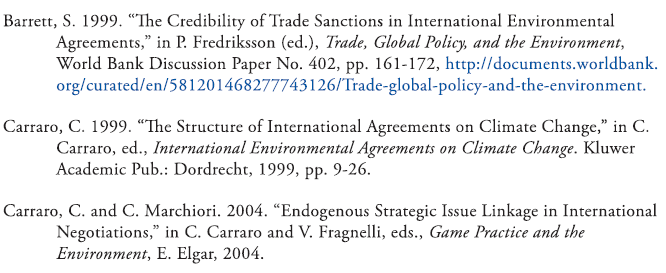 Barrett, S. 1999. “The Credibility of Trade Sanctions in International Environmental
Agreements,” in P. Fredriksson (ed.), Trade, Global Policy, and the Environment,
World Bank Discussion Paper No. 402, pp. 161-172, http://documents.worldbank.
org/curated/en/581201468277743126/Trade-global-policy-and-the-environment.
Carraro, C. 1999. “The Structure of International Agreements on Climate Change,” in C.
Carraro, ed., International Environmental Agreements on Climate Change. Kluwer
Academic Pub.: Dordrecht, 1999, pp. 9-26.
Carraro, C. and C. Marchiori. 2004. “Endogenous Strategic Issue Linkage in International
Negotiations,” in C. Carraro and V. Fragnelli, eds., Game Practice and the
Environment, E. Elgar, 2004.